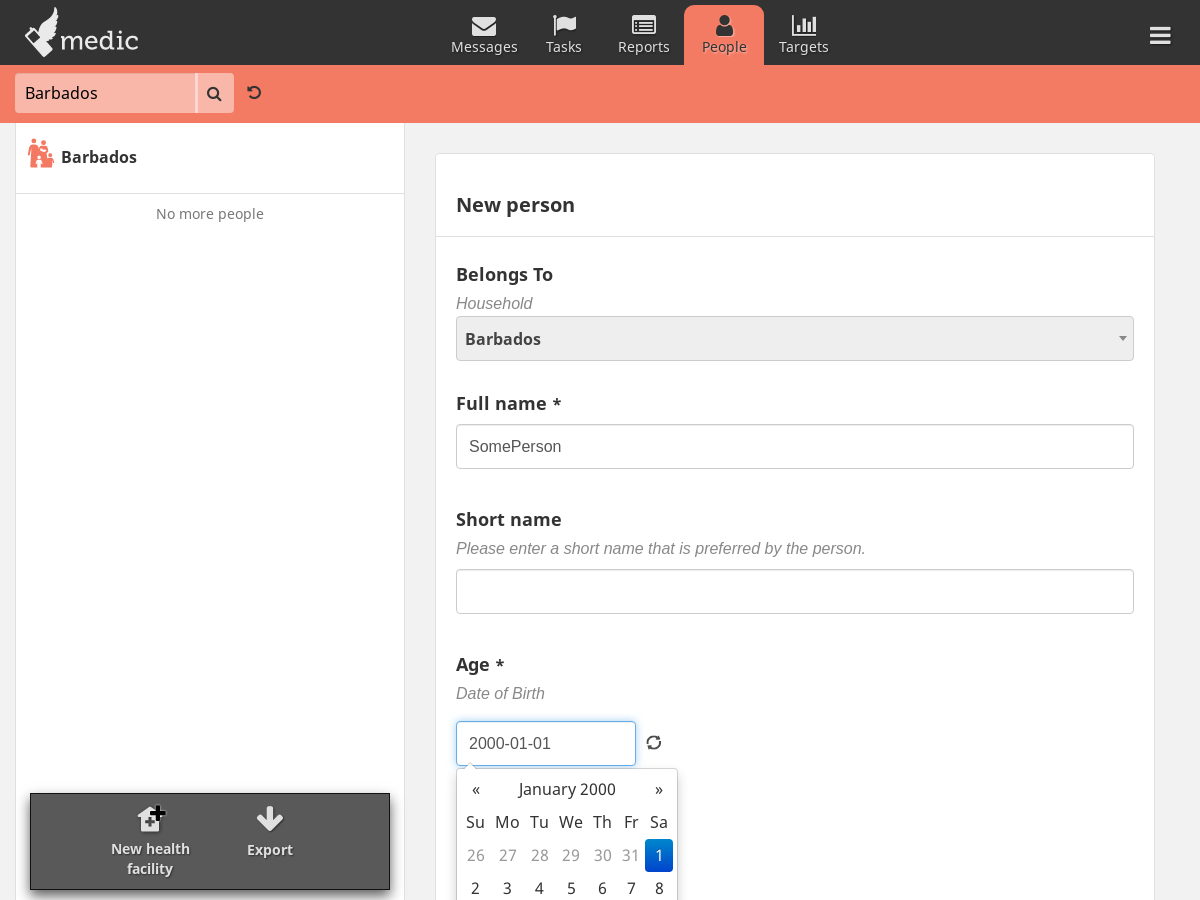 medic
Messages
Tasks
Reports
People
Targets
Barbados
Barbados
No more people
New health
facility
Export
New person
Belongs To
Household
Barbados
Full name *
SomePerson
Short name
Please enter a short name that is preferred by the person.
Age *
Date of Birth
2000-01-01
« January 2000 »
Su Mo Tu We Th Fr Sa
26 27 28 29 30 31 1
2 3 4 5 6 7 8